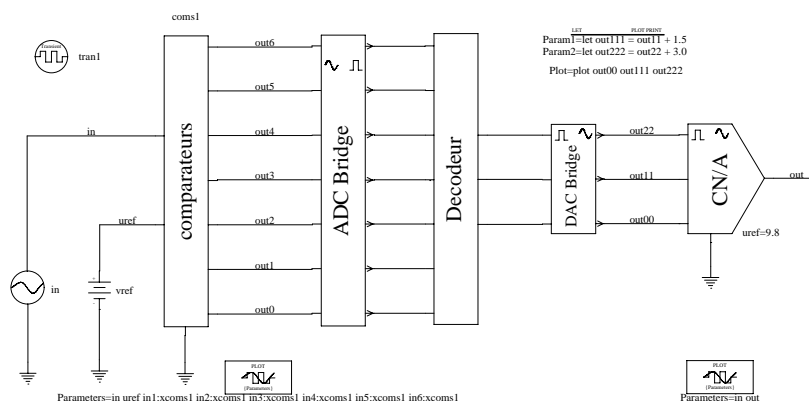 coms1
Transient
tran1
in
uref
in
vref
comparateurs
out6
out5
out4
out3
out2
out1
out0
ADC Bridge
Decodeur
DAC Bridge
out22
out11
out00
CN/A
out
uref=9.8
LET PLOT PRINT
Param1=let out111 = out11 + 1.5
Param2=let out222 = out22 + 3.0
Plot=plot out00 out111 out222
PLOT
{Parameters}
Parameters=in uref in1:xcoms1 in2:xcoms1 in3:xcoms1 in4:xcoms1 in5:xcoms1 in6:xcoms1
PLOT
{Parameters}
Parameters=in out